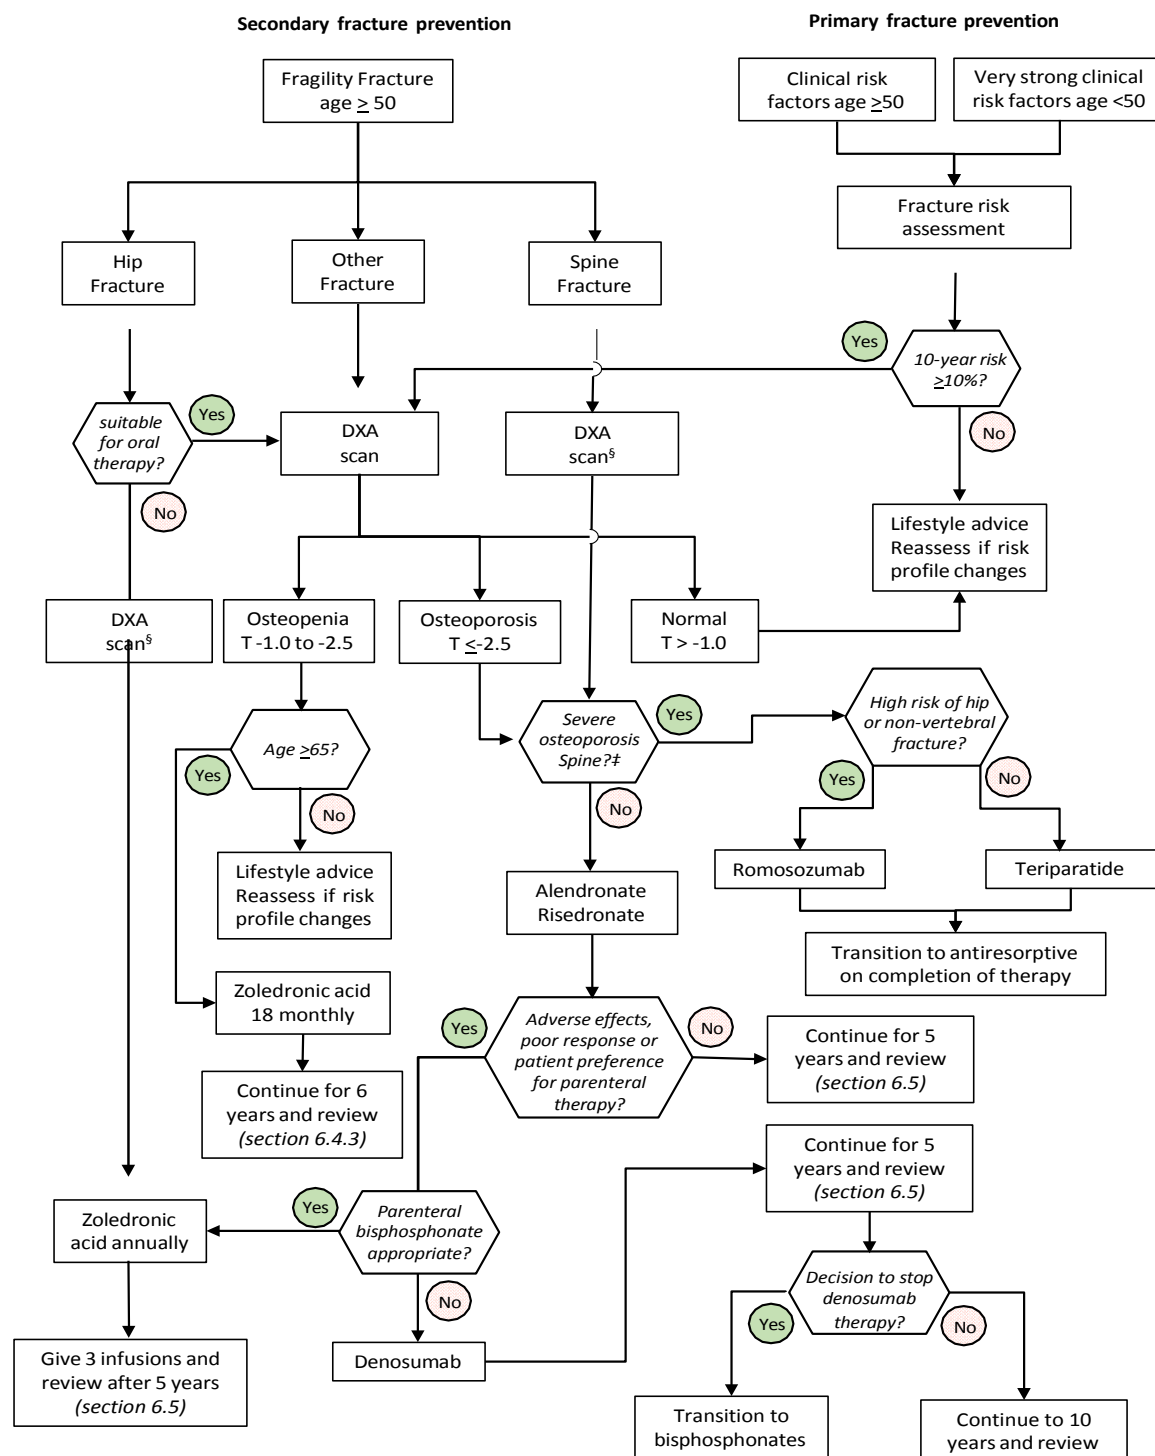 Secondary fracture prevention
Primary fracture prevention
Fragility Fracture
age ≥ 50
Clinical risk
factors age ≥50
Very strong clinical
risk factors age <50
Fracture risk
assessment
Hip
Fracture
Other
Fracture
Spine
Fracture
Yes
10-year risk
≥10%?
No
suitable
for oral
therapy?
Yes
No
DXA
scan
DXA
scan§
Lifestyle advice
Reassess if risk
profile changes
DXA
scan§
Osteopenia
T -1.0 to -2.5
Osteoporosis
T ≤-2.5
Normal
T > -1.0
Age ≥65?
Yes
No
Severe
osteoporosis
Spine?‡
Yes
No
High risk of hip
or non-vertebral
fracture?
Yes
No
Lifestyle advice
Reassess if risk
profile changes
Alendronate
Risedronate
Romosozumab
Teriparatide
Transition to antiresorptive
on completion of therapy
Zoledronic acid
18 monthly
Yes
Adverse effects,
poor response or
patient preference
for parenteral
therapy?
No
Continue for 5
years and review
(section 6.5)
Continue for 6
years and review
(section 6.4.3)
Continue for 5
years and review
(section 6.5)
Zoledronic
acid annually
Yes
Parenteral
bisphosphonate
appropriate?
No
Decision to stop
denosumab
therapy?
Yes
No
Give 3 infusions and
review after 5 years
(section 6.5)
Denosumab
Transition to
bisphosphonates
Continue to 10
years and review